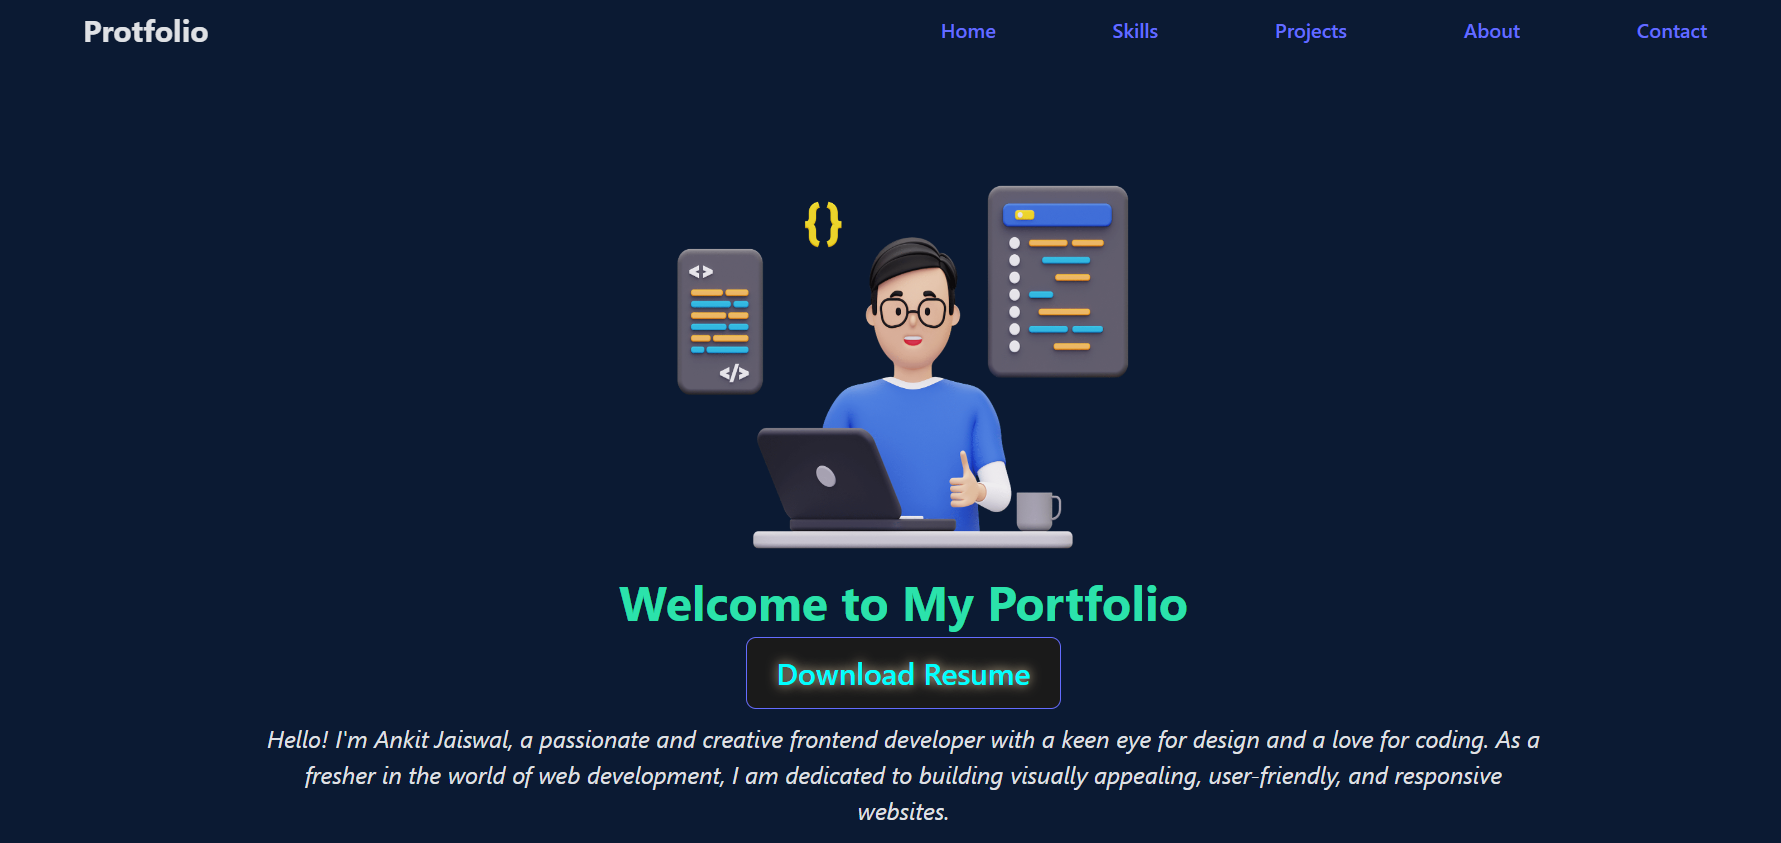 Protfolio
Home Skills Projects About Contact
{}
<>
</>
Welcome to My Portfolio
Download Resume
Hello! I'm Ankit Jaiswal, a passionate and creative frontend developer with a keen eye for design and a love for coding. As a
fresher in the world of web development, I am dedicated to building visually appealing, user-friendly, and responsive
websites.